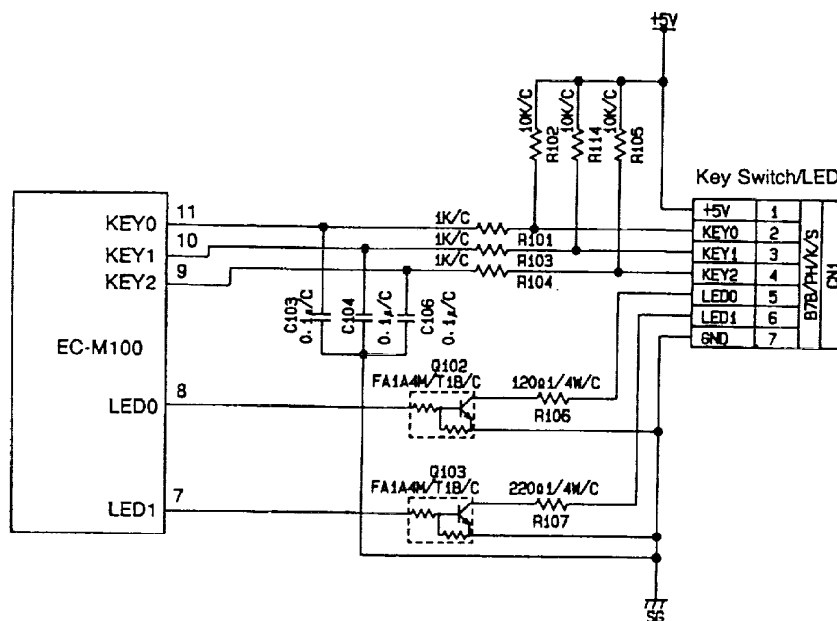 +5V
10K/C
R102
10K/C
R114
10K/C
R105
Key Switch/LED
+5V 1
KEY0 2
KEY1 3
KEY2 4
LED0 5
LED1 6
GND 7
B7B/PH/K/S
CN1
EC-M100
KEY0 11
KEY1 10
KEY2 9
LED0 8
LED1 7
1K/C
R101
1K/C
R103
1K/C
R104
C103
0.1μ/C
C104
0.1μ/C
C106
0.1μ/C
Q102
FA1A4M/T1B/C
120Ω1/4W/C
R106
Q103
FA1A4M/T1B/C
220Ω1/4W/C
R107
SG